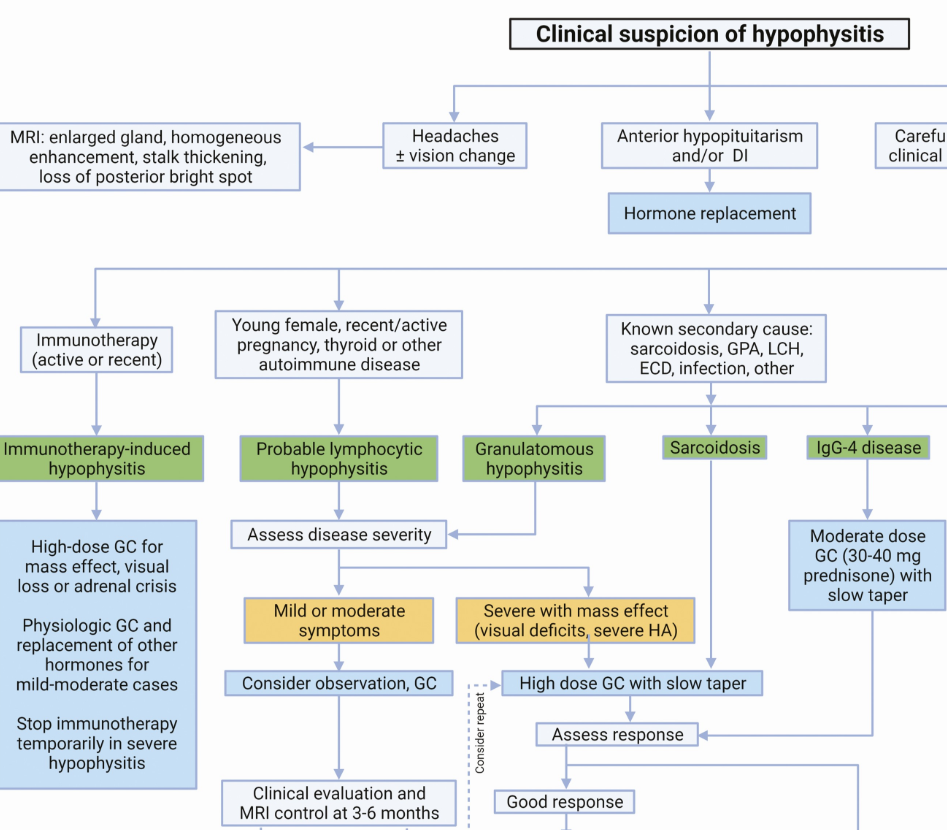 Clinical suspicion of hypophysitis
MRI: enlarged gland, homogeneous
enhancement, stalk thickening,
loss of posterior bright spot
Headaches
± vision change
Anterior hypopituitarism
and/or DI
Carefu
clinical
Hormone replacement
Immunotherapy
(active or recent)
Young female, recent/active
pregnancy, thyroid or other
autoimmune disease
Known secondary cause:
sarcoidosis, GPA, LCH,
ECD, infection, other
Immunotherapy-induced
hypophysitis
Probable lymphocytic
hypophysitis
Granulatomous
hypophysitis
Sarcoidosis
IgG-4 disease
High-dose GC for
mass effect, visual
loss or adrenal crisis
Physiologic GC and
replacement of other
hormones for
mild-moderate cases
Stop immunotherapy
temporarily in severe
hypophysitis
Assess disease severity
Moderate dose
GC (30-40 mg
prednisone) with
slow taper
Mild or moderate
symptoms
Severe with mass effect
(visual deficits, severe HA)
Consider observation, GC
High dose GC with slow taper
Consider repeat
Assess response
Clinical evaluation and
MRI control at 3-6 months
Good response